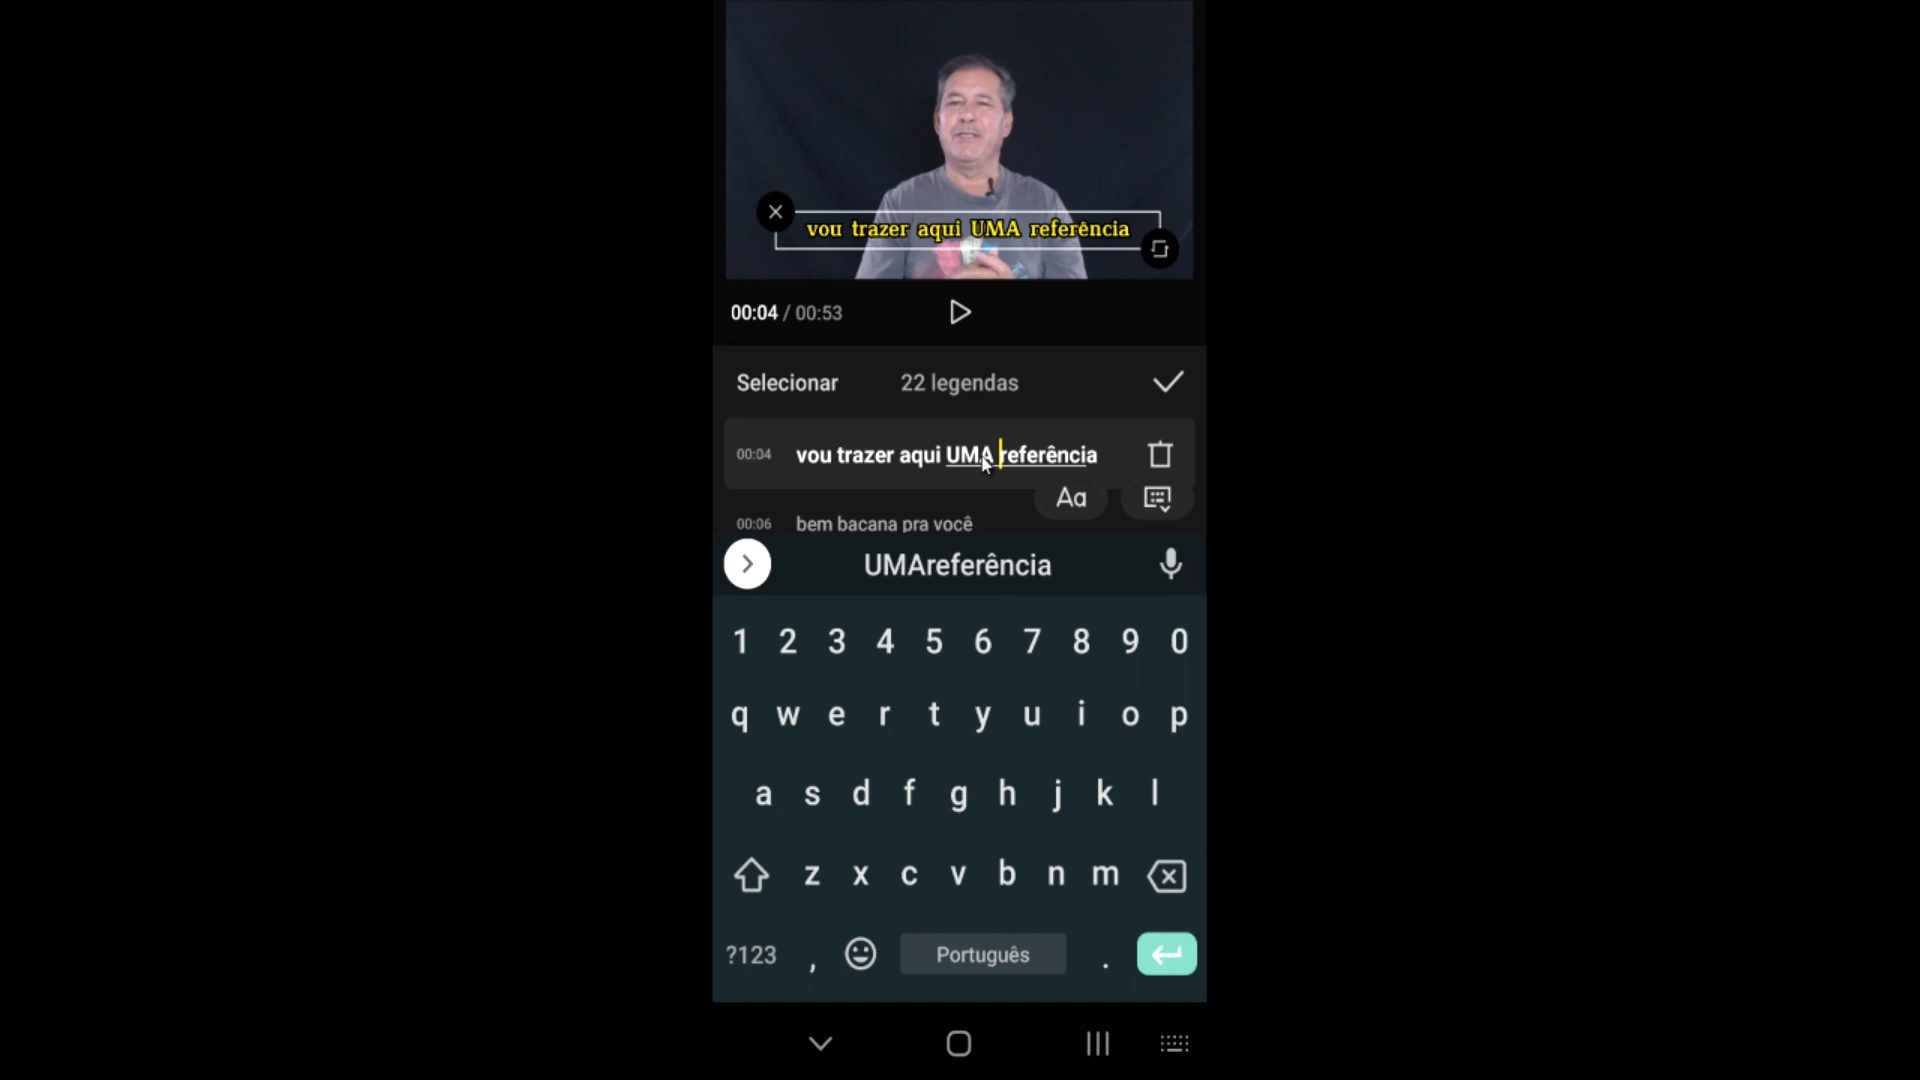 vou trazer aqui UMA referência
00:04 / 00:53
Selecionar 22 legendas
00:04 vou trazer aqui UMA referência
Aa
00:06 bem bacana pra você
UMAreferência
1 2 3 4 5 6 7 8 9 0
q w e r t y u i o p
a s d f g h j k l
z x c v b n m
?123 , Português .